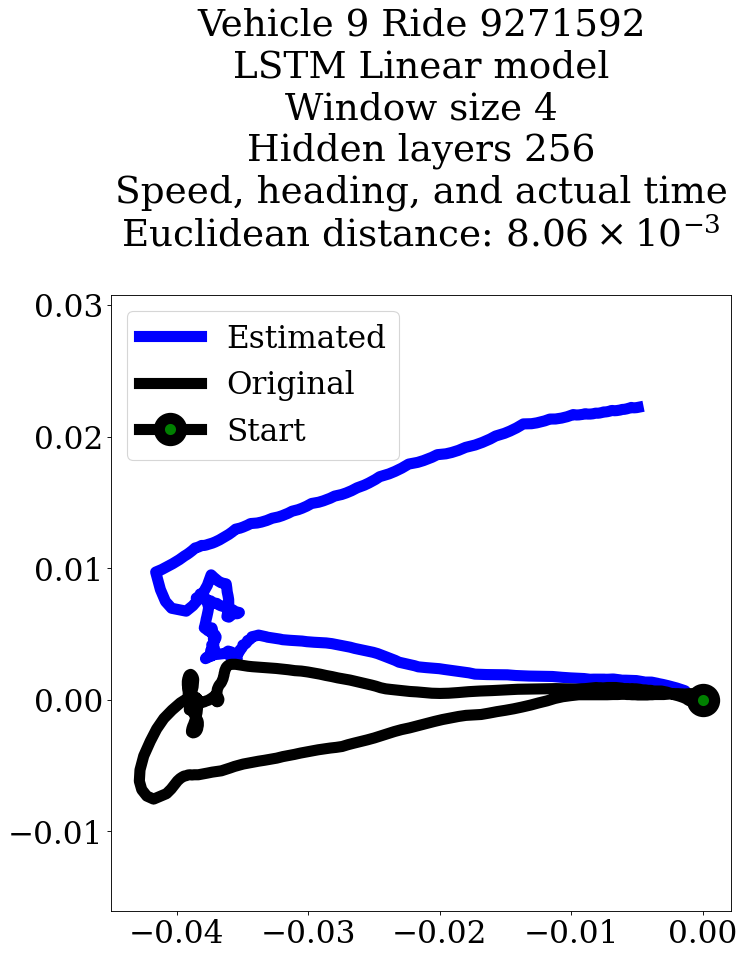 Vehicle 9 Ride 9271592
LSTM Linear model
Window size 4
Hidden layers 256
Speed, heading, and actual time
Euclidean distance: 8.06 × 10⁻³
0.03
Estimated
Original
Start
0.02
0.01
0.00
−0.01
−0.04 −0.03 −0.02 −0.01 0.00